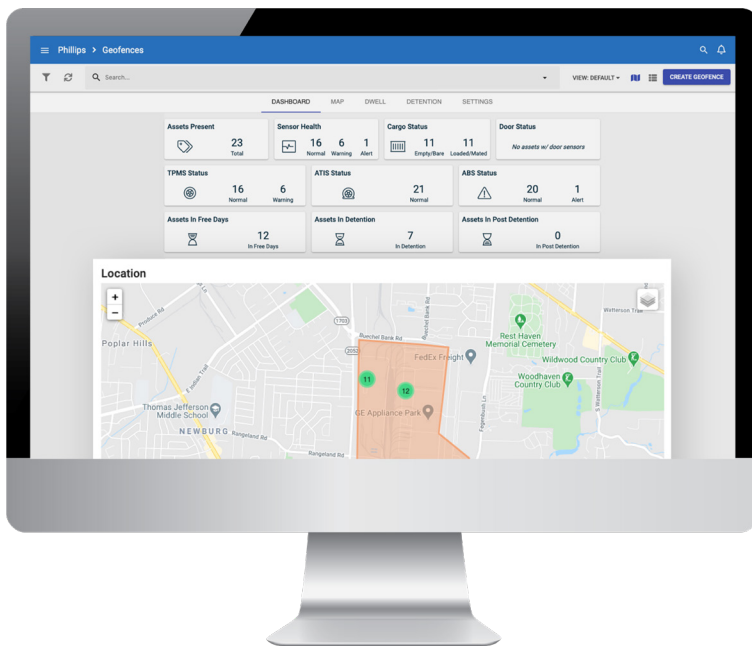 Phillips > Geofences
Search...
VIEW: DEFAULT
CREATE GEOFENCE
DASHBOARD MAP DWELL DETENTION SETTINGS
Assets Present
23
Total
Sensor Health
16 6 1
Normal Warning Alert
Cargo Status
11 11
Empty/Bare Loaded/Mated
Door Status
No assets w/ door sensors
TPMS Status
16 6
Normal Warning
ATIS Status
21
Normal
ABS Status
20 1
Normal Alert
Assets In Free Days
12
In Free Days
Assets In Detention
7
In Detention
Assets In Post Detention
0
In Post Detention
Location
+
−
Produce Rd
Poplar Hills
E Indian Trail
Thomas Jefferson
Middle School
NEWBURG
Rangeland Rd
Rangeland Rd
1703
2052
Buechel Bank Rd
Buechel Bank Rd
FedEx Freight
11
12
GE Appliance Park
Fegenbush Ln
Rest Haven
Memorial Cemetery
Watterson Trail
Wildwood Country Club
Woodhaven
Country Club
S Watterson Trail